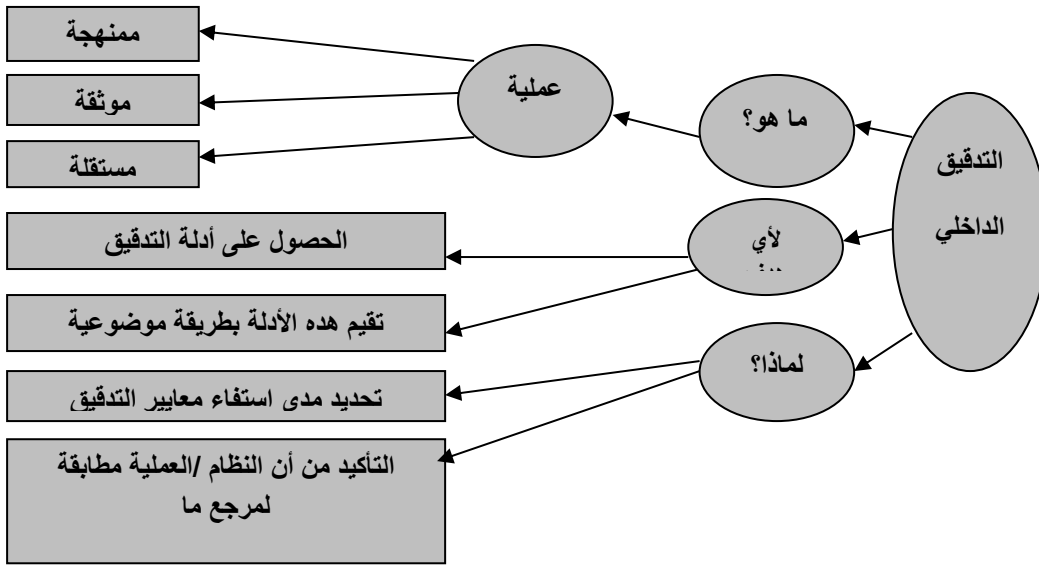 التدقيق
الداخلي
ما هو؟
عملية
ممنهجة
موثقة
مستقلة
لأي
الحصول على أدلة التدقيق
تقيم هده الأدلة بطريقة موضوعية
لماذا؟
تحديد مدى استفاء معايير التدقيق
التأكيد من أن النظام /العملية مطابقة
لمرجع ما